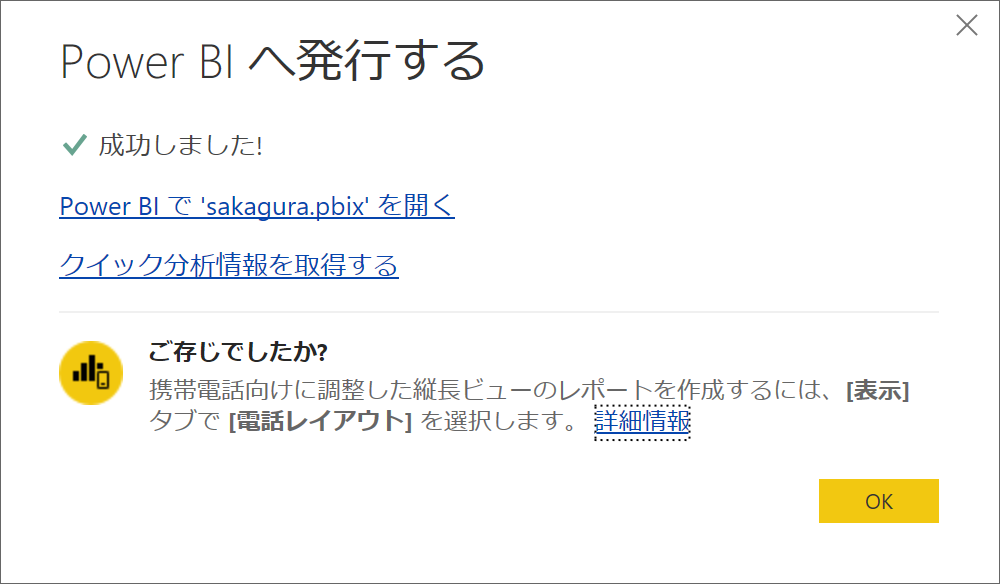 Power BI へ発行する
成功しました!
Power BI で 'sakagura.pbix' を開く
クイック分析情報を取得する
ご存じでしたか?
携帯電話向けに調整した縦長ビューのレポートを作成するには、[表示]
タブで [電話レイアウト] を選択します。 詳細情報
OK